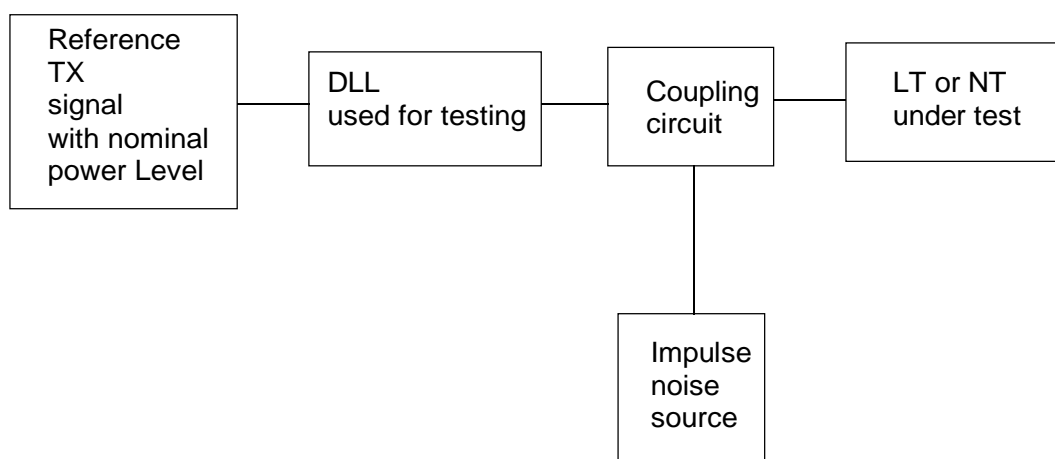 Reference
TX
signal
with nominal
power Level
DLL
used for testing
Coupling
circuit
LT or NT
under test
Impulse
noise
source